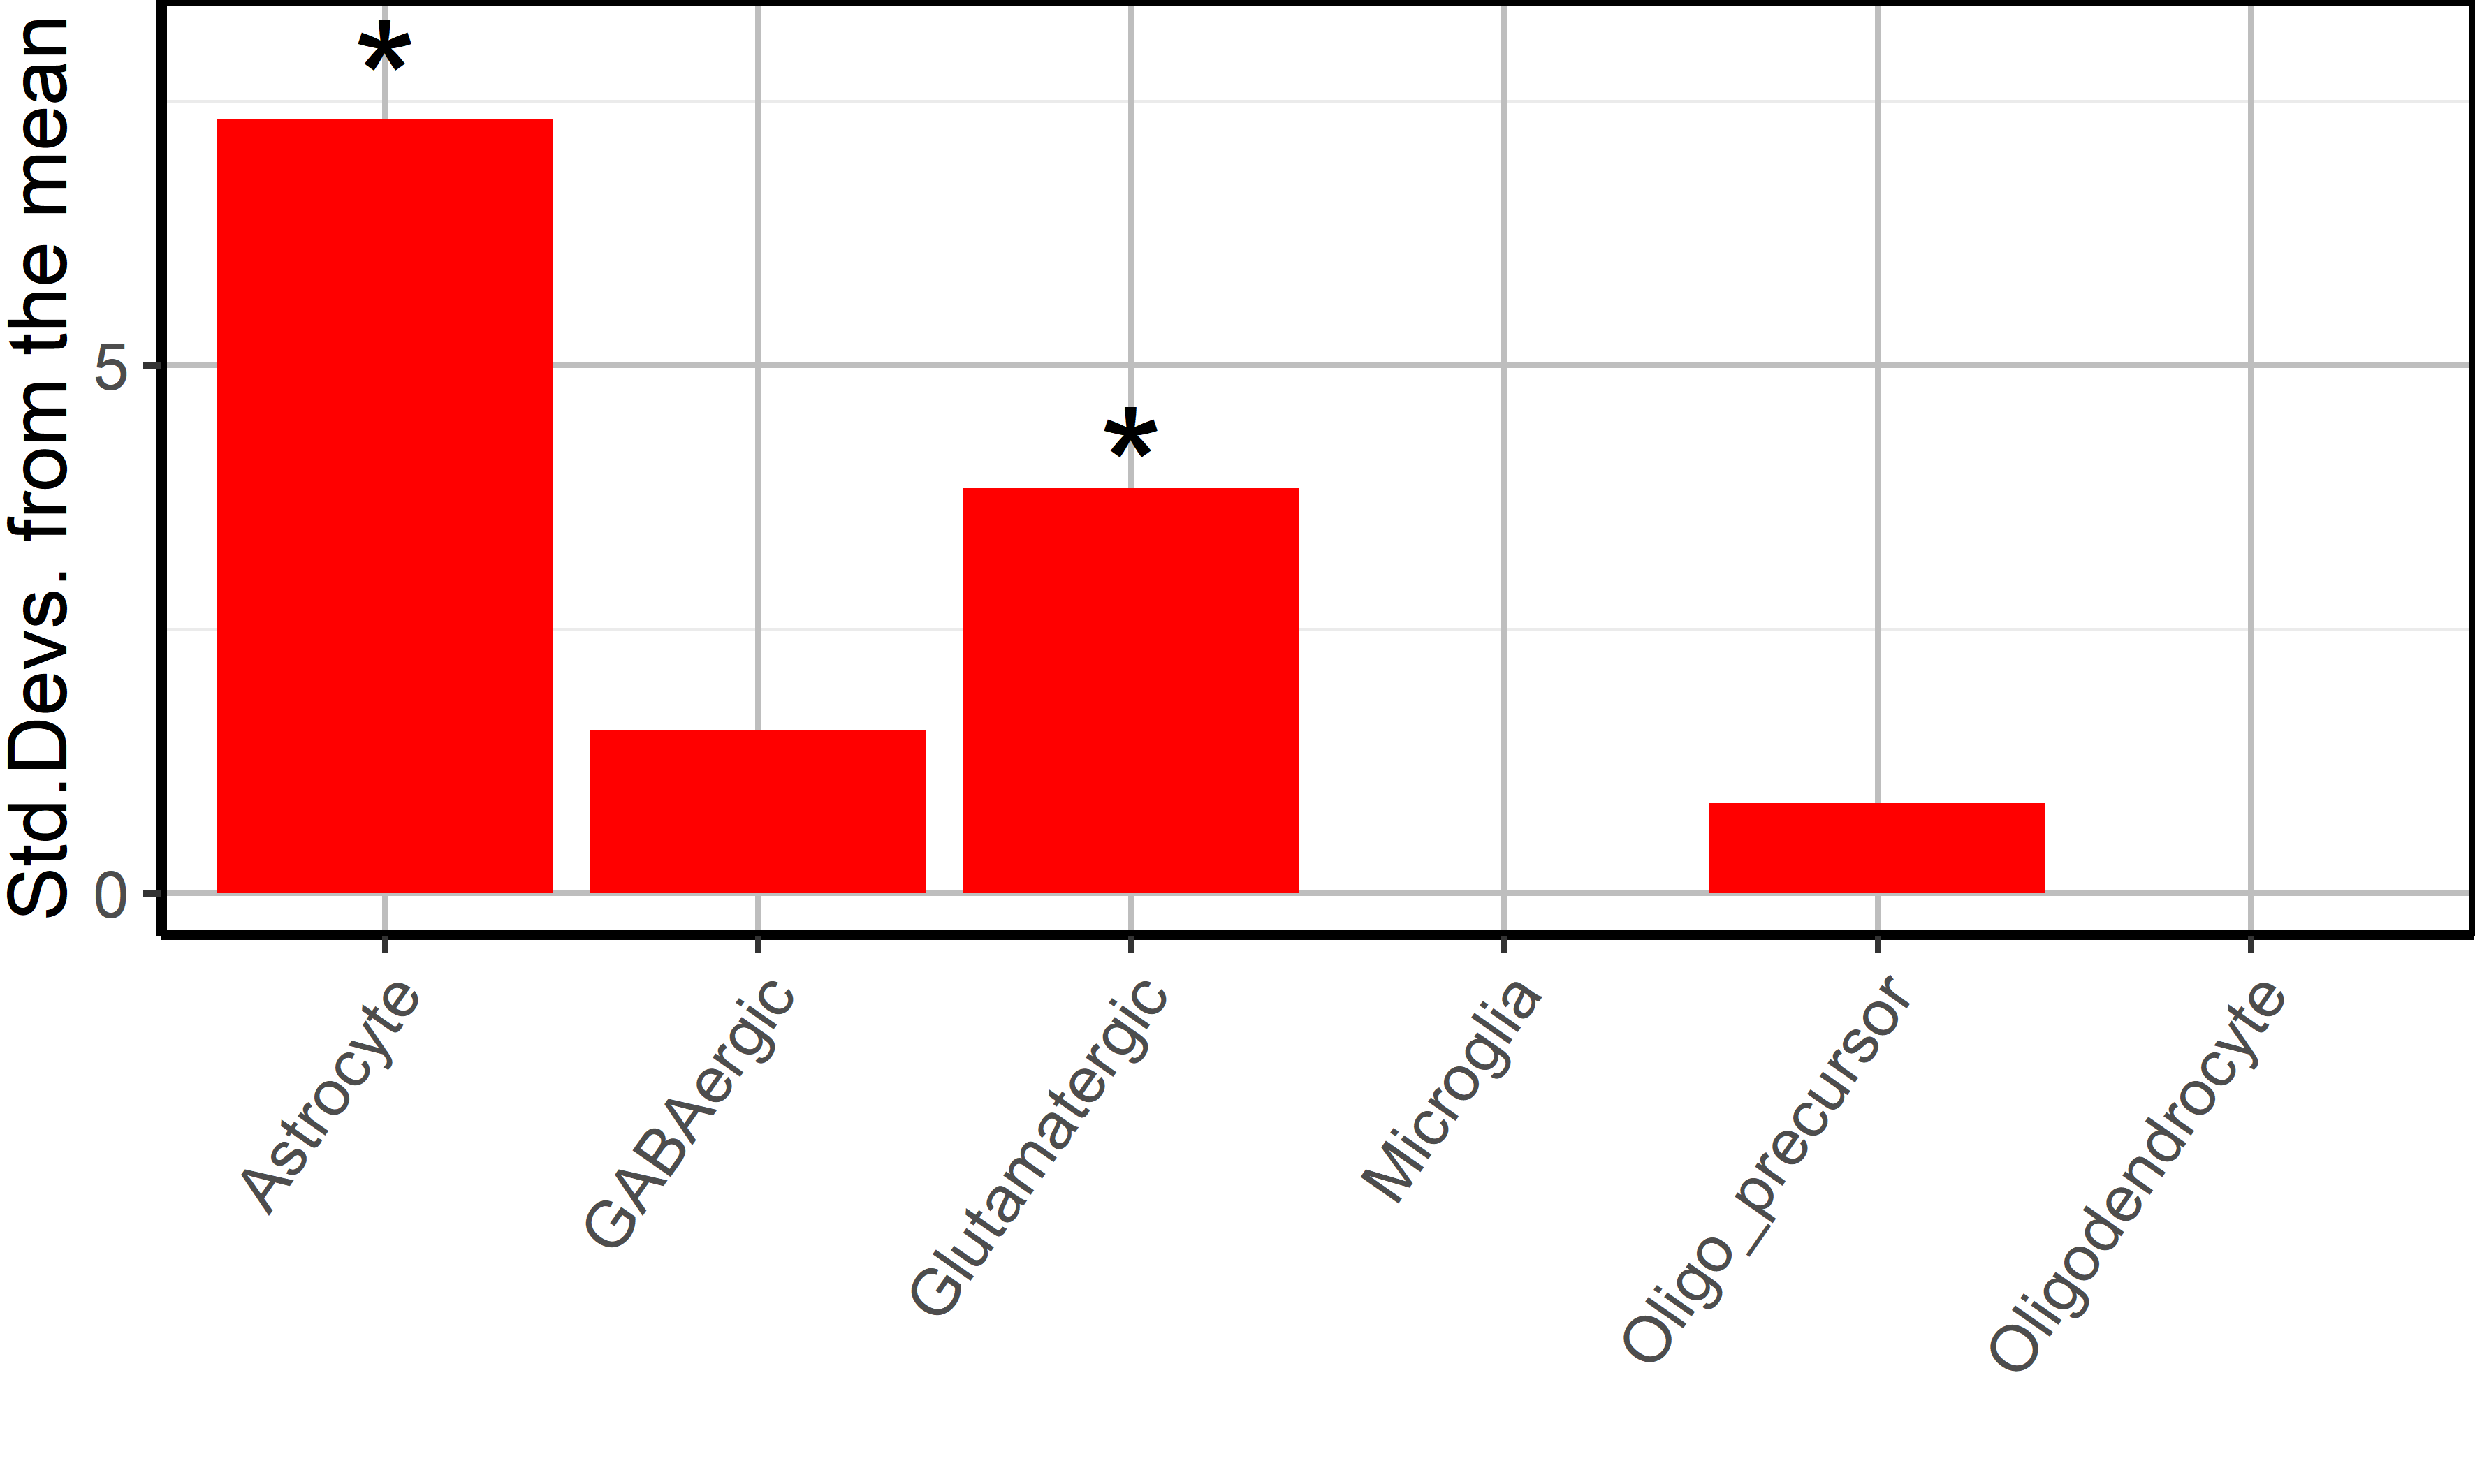 Std.Devs. from the mean
*
5
*
0
Astrocyte
GABAergic
Glutamatergic
Microglia
Oligo_precursor
Oligodendrocyte